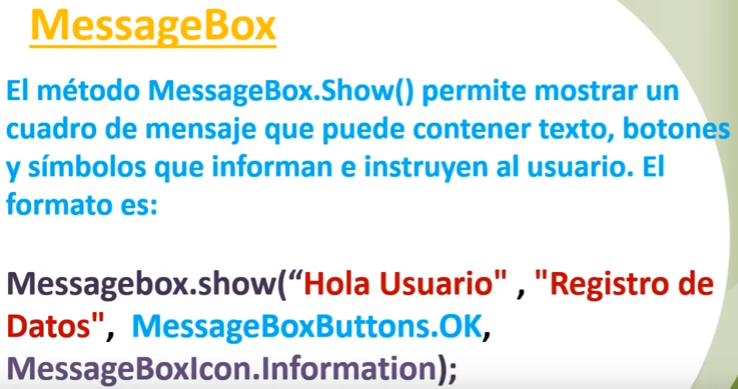 MessageBox
El método MessageBox.Show() permite mostrar un
cuadro de mensaje que puede contener texto, botones
y símbolos que informan e instruyen al usuario. El
formato es:
Messagebox.show(“Hola Usuario" , "Registro de
Datos", MessageBoxButtons.OK,
MessageBoxIcon.Information);